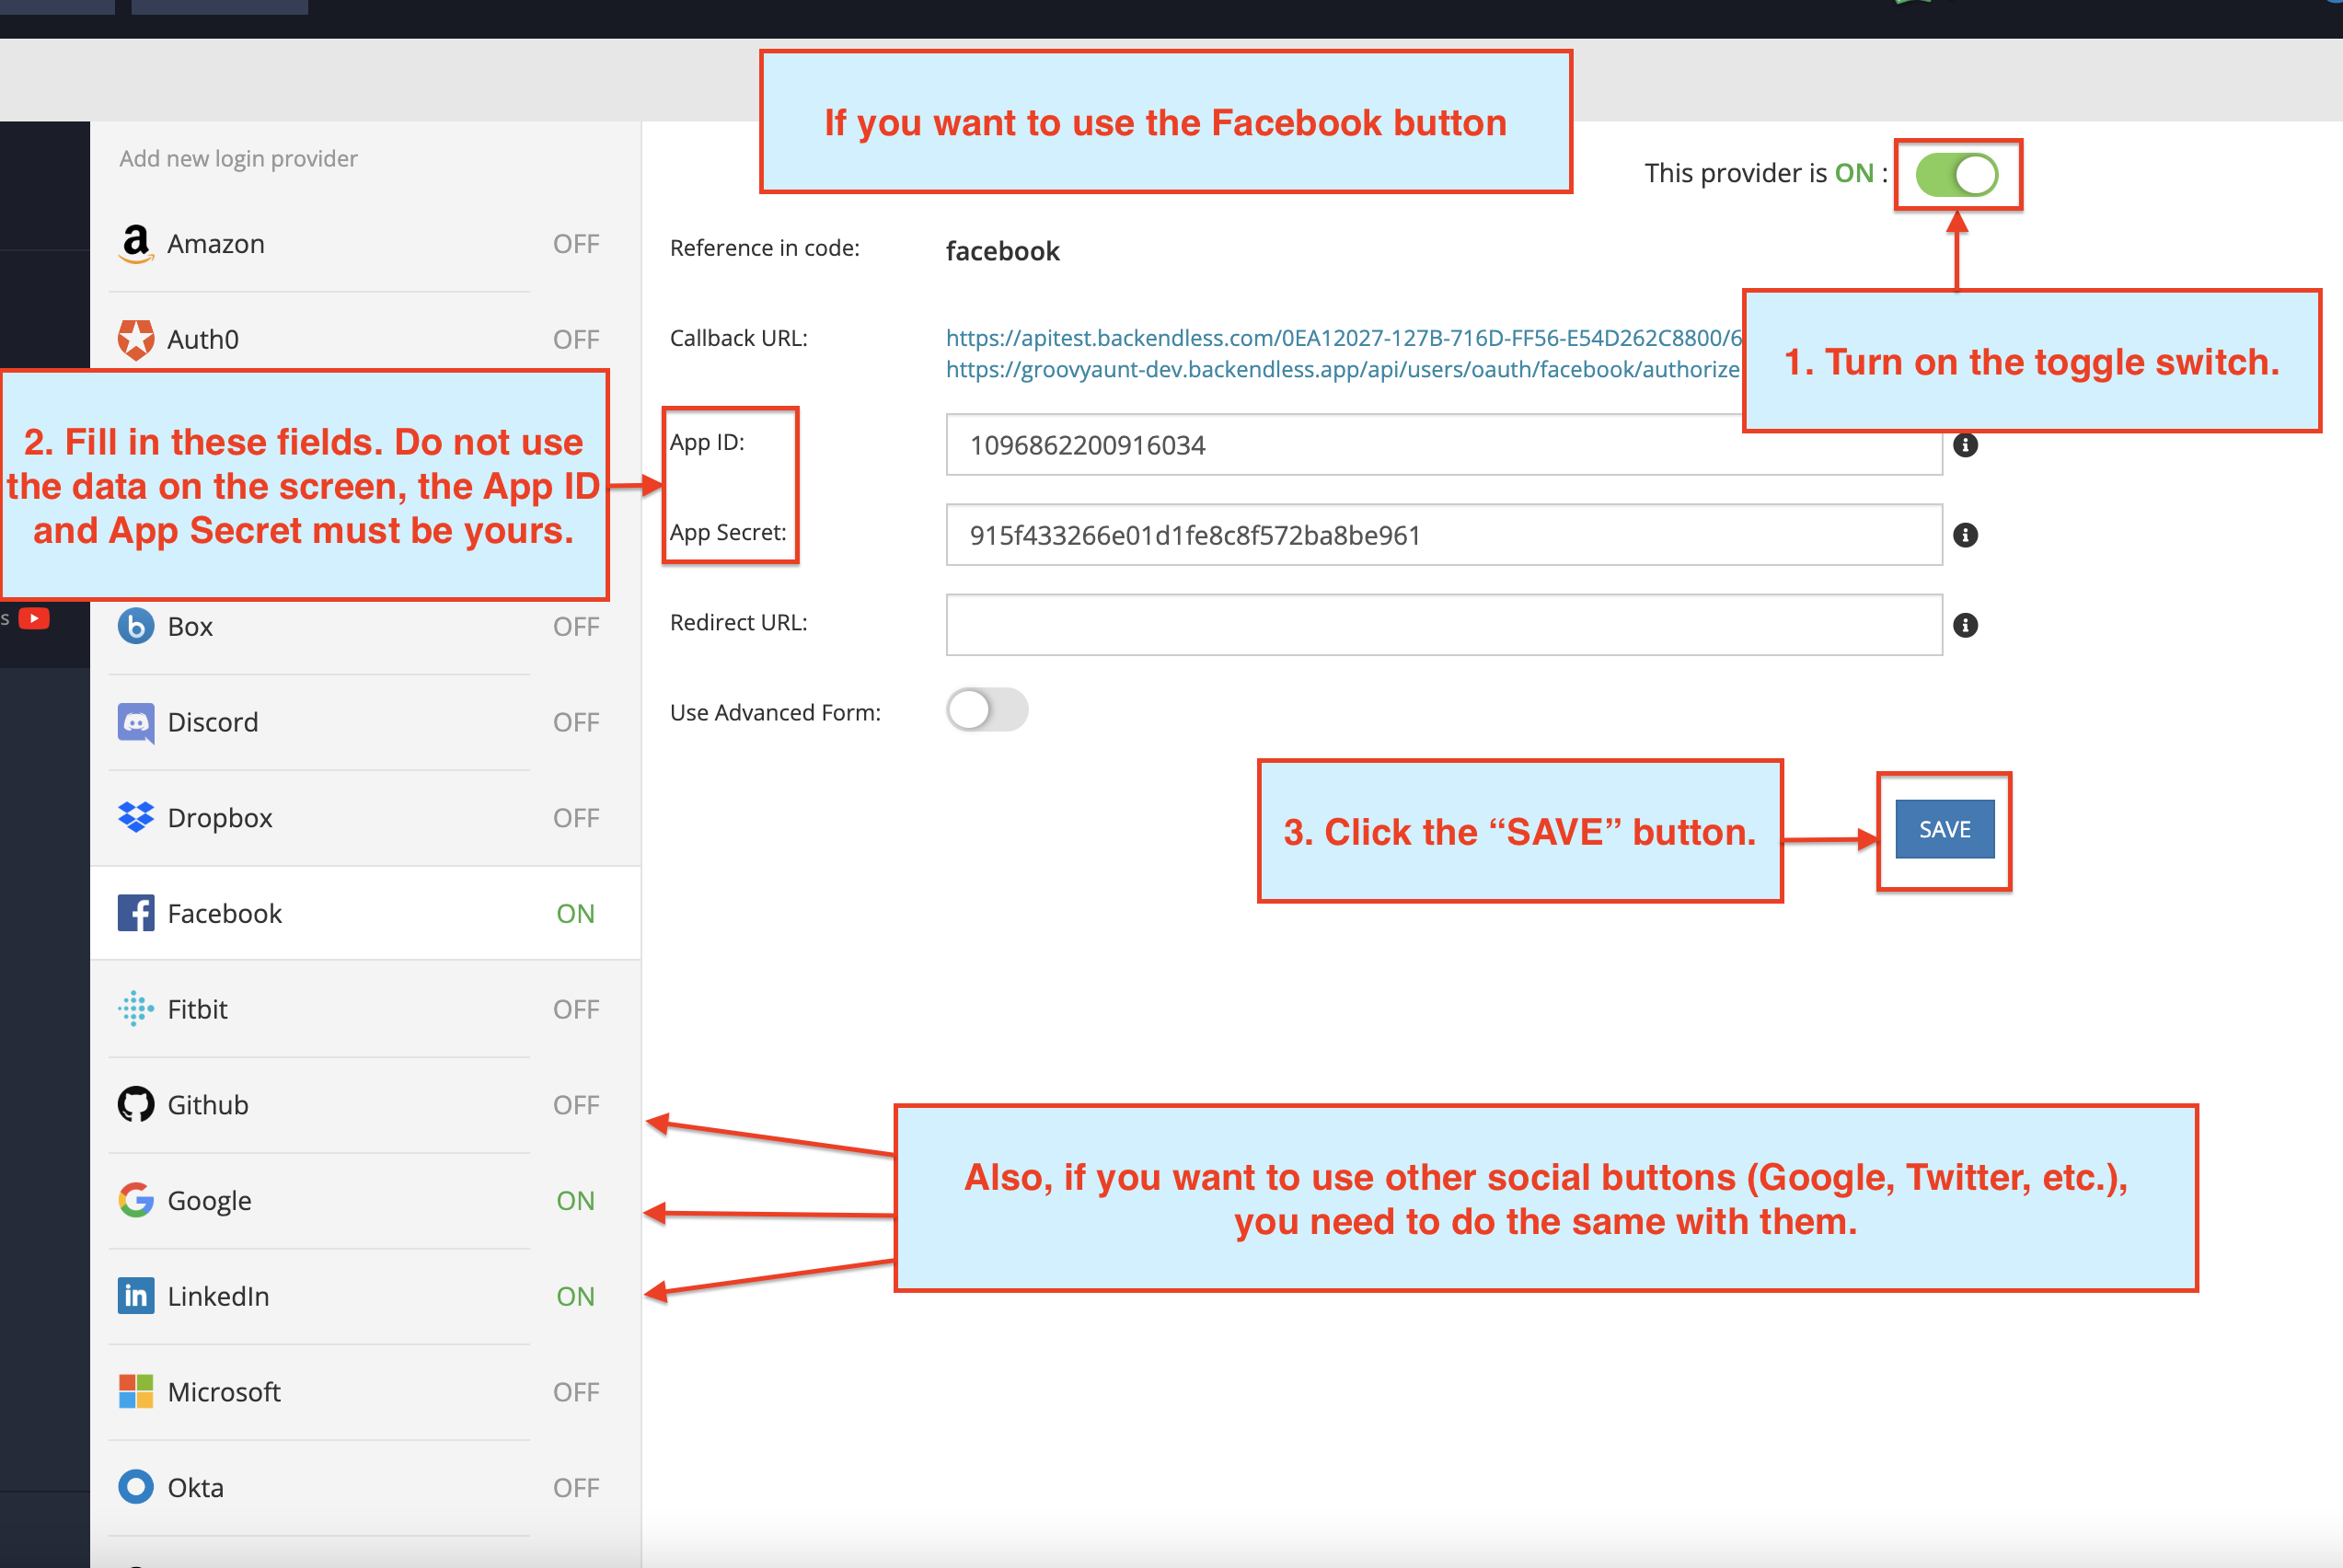 If you want to use the Facebook button
Add new login provider
This provider is ON :
Amazon OFF
Reference in code: facebook
Auth0 OFF
Callback URL: https://apitest.backendless.com/0EA12027-127B-716D-FF56-E54D262C8800/6
https://groovyaunt-dev.backendless.app/api/users/oauth/facebook/authorize
1. Turn on the toggle switch.
2. Fill in these fields. Do not use
the data on the screen, the App ID
and App Secret must be yours.
App ID: 1096862200916034
App Secret: 915f433266e01d1fe8c8f572ba8be961
s
Box OFF
Redirect URL:
Discord OFF
Use Advanced Form:
Dropbox OFF
3. Click the “SAVE” button.
SAVE
Facebook ON
Fitbit OFF
Github OFF
Also, if you want to use other social buttons (Google, Twitter, etc.),
you need to do the same with them.
Google ON
LinkedIn ON
Microsoft OFF
Okta OFF